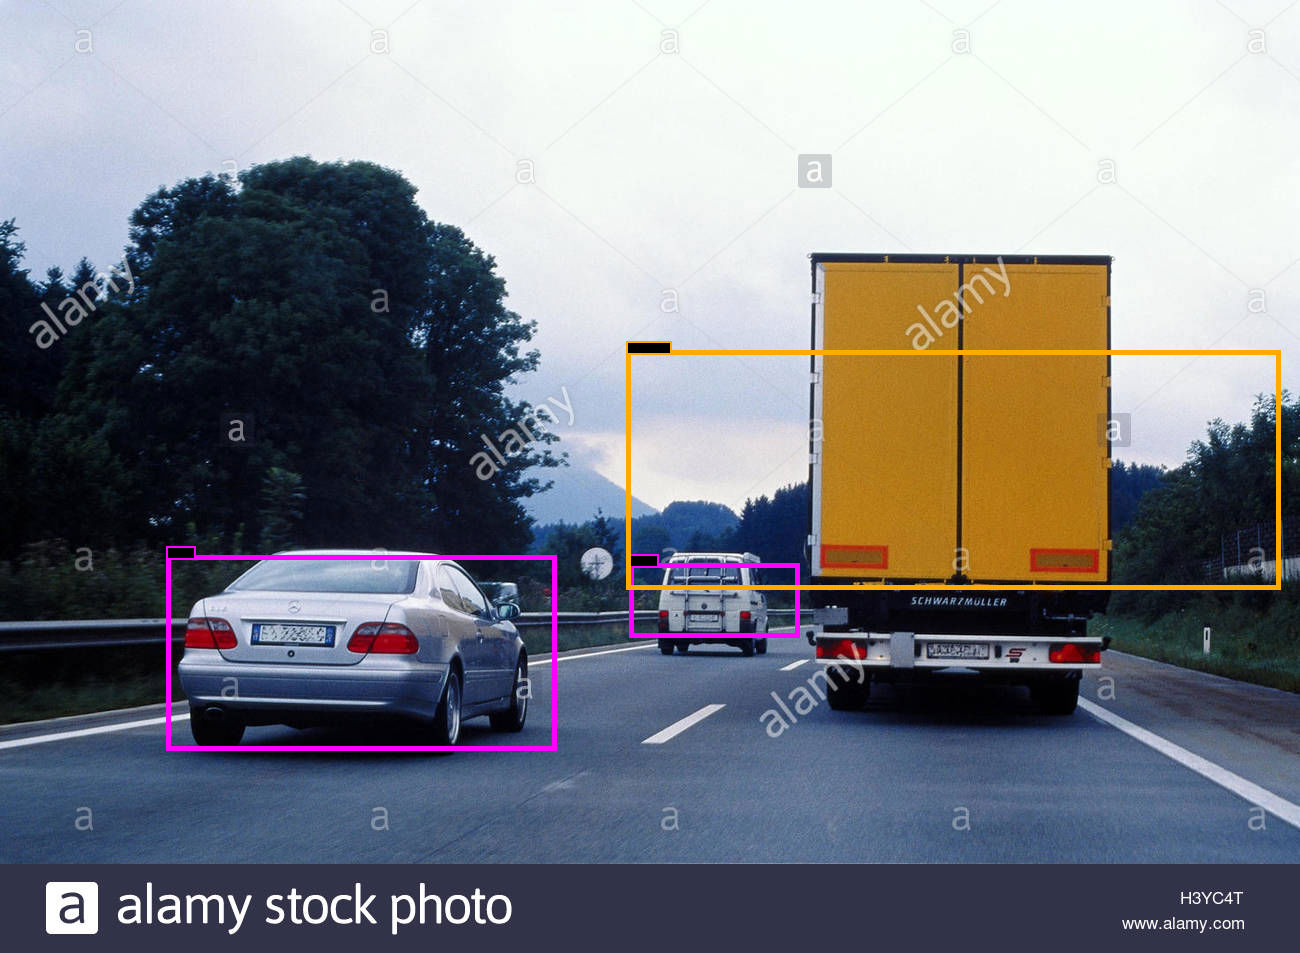 a a a a a
a a a a
alamy a a alamy a
alamy
a a
a a a
SCHWARZMÜLLER
a a a a
alamy
a a a a a
a alamy stock photo
H3YC4T
www.alamy.com